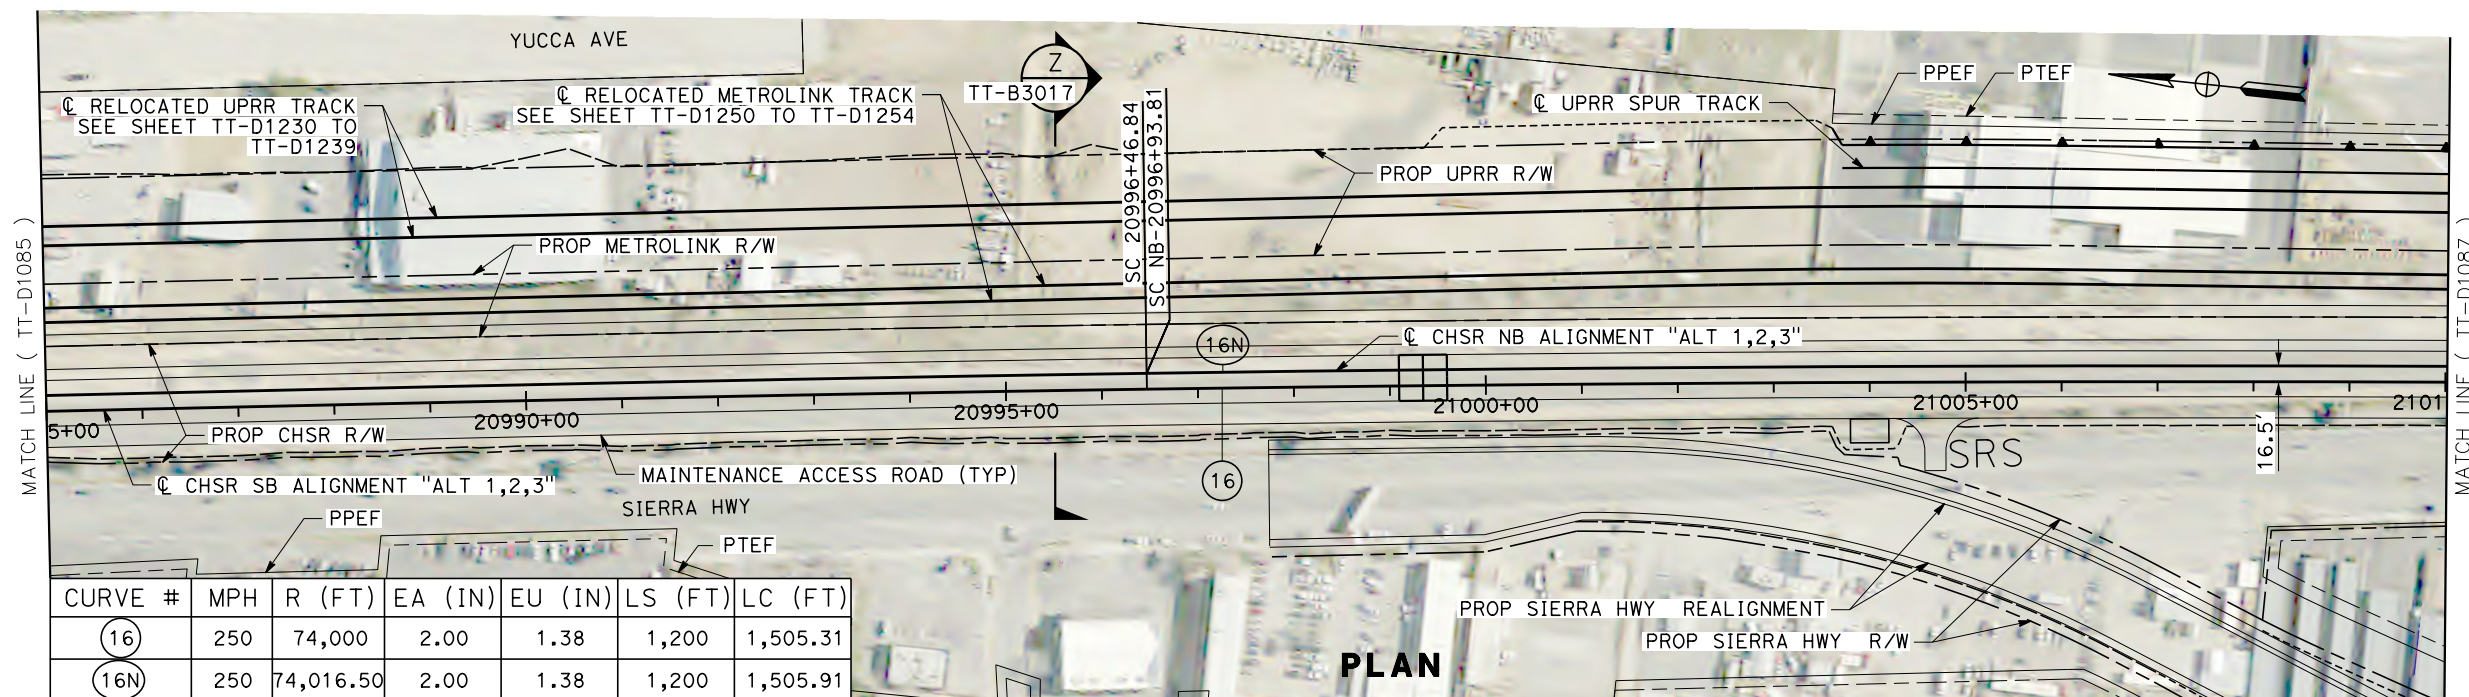 YUCCA AVE
℄ RELOCATED UPRR TRACK
SEE SHEET TT-D1230 TO
TT-D1239
℄ RELOCATED METROLINK TRACK
SEE SHEET TT-D1250 TO TT-D1254
Z
TT-B3017
SC 20996+46.84
SC NB-20996+93.81
℄ UPRR SPUR TRACK
PPEF
PTEF
PROP UPRR R/W
PROP METROLINK R/W
MATCH LINE ( TT-D1085 )
MATCH LINE ( TT-D1087 )
16N
℄ CHSR NB ALIGNMENT "ALT 1,2,3"
5+00
20990+00
20995+00
21000+00
21005+00
2101
PROP CHSR R/W
16.5'
SRS
MAINTENANCE ACCESS ROAD (TYP)
℄ CHSR SB ALIGNMENT "ALT 1,2,3"
16
SIERRA HWY
PPEF
PTEF
CURVE # MPH R (FT) EA (IN) EU (IN) LS (FT) LC (FT)
16 250 74,000 2.00 1.38 1,200 1,505.31
16N 250 74,016.50 2.00 1.38 1,200 1,505.91
PROP SIERRA HWY REALIGNMENT
PROP SIERRA HWY R/W
PLAN